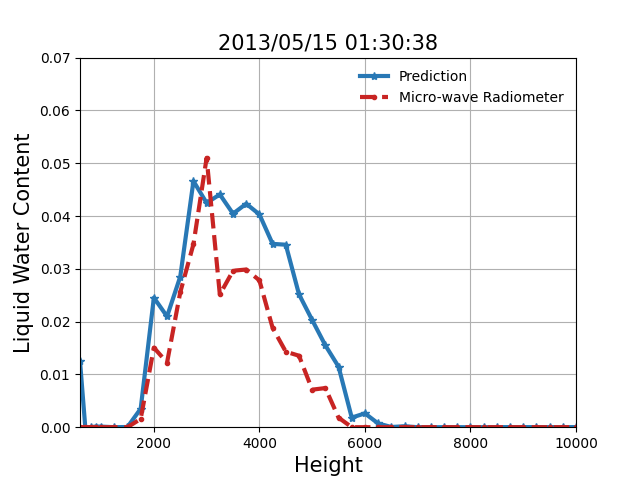 2013/05/15 01:30:38
Prediction
Micro-wave Radiometer
0.07
0.06
0.05
0.04
0.03
0.02
0.01
0.00
Liquid Water Content
2000 4000 6000 8000 10000
Height